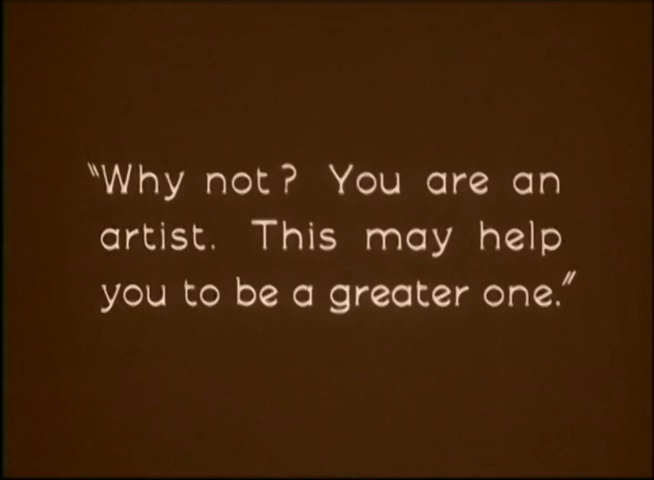 "Why not? You are an
artist. This may help
you to be a greater one."